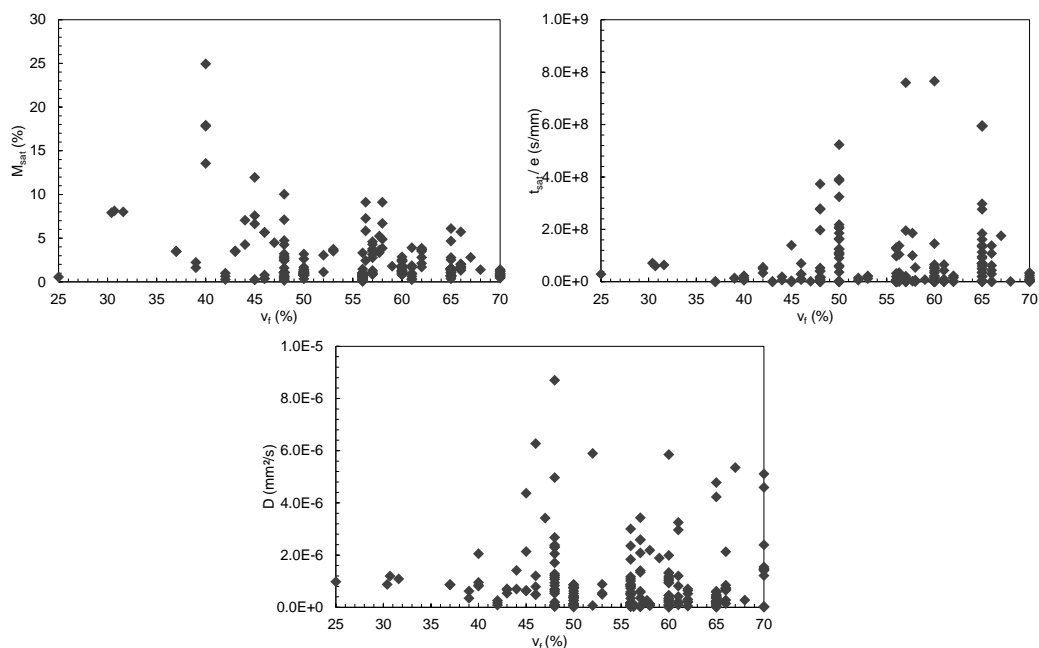 30
25
20
15
10
5
0
M_sat (%)
25 30 35 40 45 50 55 60 65 70
v_f (%)
1.0E+9
8.0E+8
6.0E+8
4.0E+8
2.0E+8
0.0E+0
t_sat / e (s/mm)
25 30 35 40 45 50 55 60 65 70
v_f (%)
1.0E-5
8.0E-6
6.0E-6
4.0E-6
2.0E-6
0.0E+0
D (mm²/s)
25 30 35 40 45 50 55 60 65 70
v_f (%)